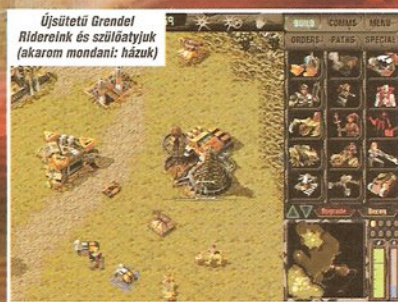 Újsütetű Grendel
Ridereink és szülőatyjuk
(akarom mondani: házuk)
BUILD COMMS MENU
ORDERS PATHS SPECIAL
Upgrade